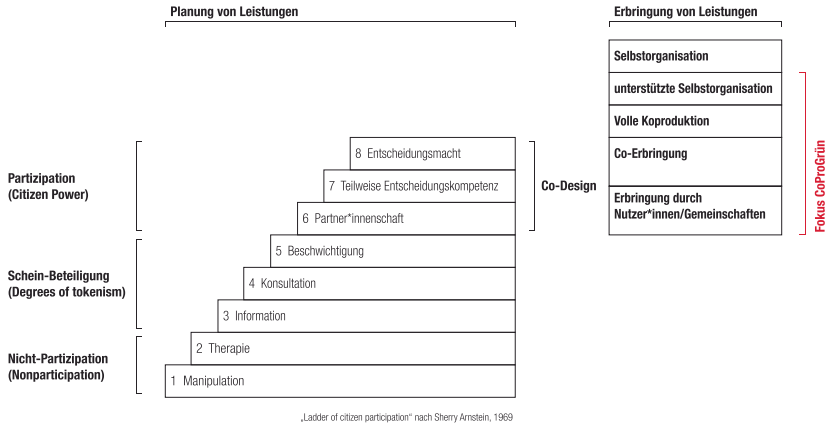 Planung von Leistungen
Erbringung von Leistungen
Selbstorganisation
unterstützte Selbstorganisation
Volle Koproduktion
Co-Erbringung
Erbringung durch
Nutzer*innen/Gemeinschaften
Fokus CoProGrün
Partizipation
(Citizen Power)
8 Entscheidungsmacht
7 Teilweise Entscheidungskompetenz
6 Partner*innenschaft
Co-Design
Schein-Beteiligung
(Degrees of tokenism)
5 Beschwichtigung
4 Konsultation
3 Information
Nicht-Partizipation
(Nonparticipation)
2 Therapie
1 Manipulation
„Ladder of citizen participation“ nach Sherry Arnstein, 1969